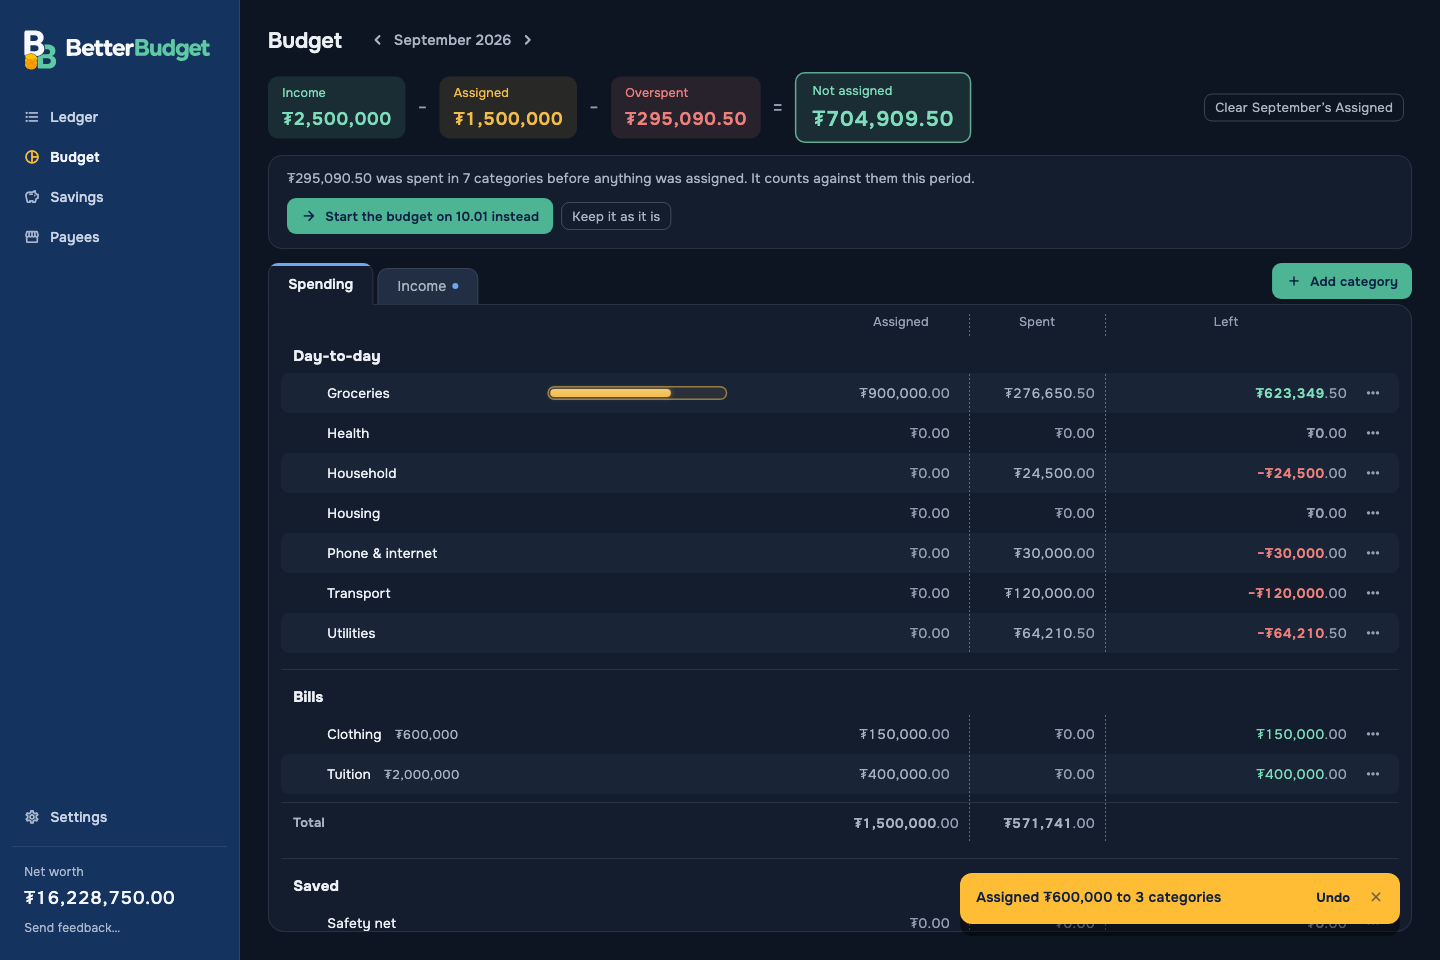 BetterBudget
Ledger
Budget
Savings
Payees
Settings
Net worth
₮16,228,750.00
Send feedback...
Budget
September 2026
Income
₮2,500,000
-
Assigned
₮1,500,000
-
Overspent
₮295,090.50
=
Not assigned
₮704,909.50
Clear September's Assigned
₮295,090.50 was spent in 7 categories before anything was assigned. It counts against them this period.
Start the budget on 10.01 instead
Keep it as it is
Spending
Income
+ Add category
Assigned Spent Left
Day-to-day
Groceries ₮900,000.00 ₮276,650.50 ₮623,349.50
Health ₮0.00 ₮0.00 ₮0.00
Household ₮0.00 ₮24,500.00 -₮24,500.00
Housing ₮0.00 ₮0.00 ₮0.00
Phone & internet ₮0.00 ₮30,000.00 -₮30,000.00
Transport ₮0.00 ₮120,000.00 -₮120,000.00
Utilities ₮0.00 ₮64,210.50 -₮64,210.50
Bills
Clothing ₮600,000 ₮150,000.00 ₮0.00 ₮150,000.00
Tuition ₮2,000,000 ₮400,000.00 ₮0.00 ₮400,000.00
Total ₮1,500,000.00 ₮571,741.00
Saved
Safety net ₮0.00
Assigned ₮600,000 to 3 categories
Undo